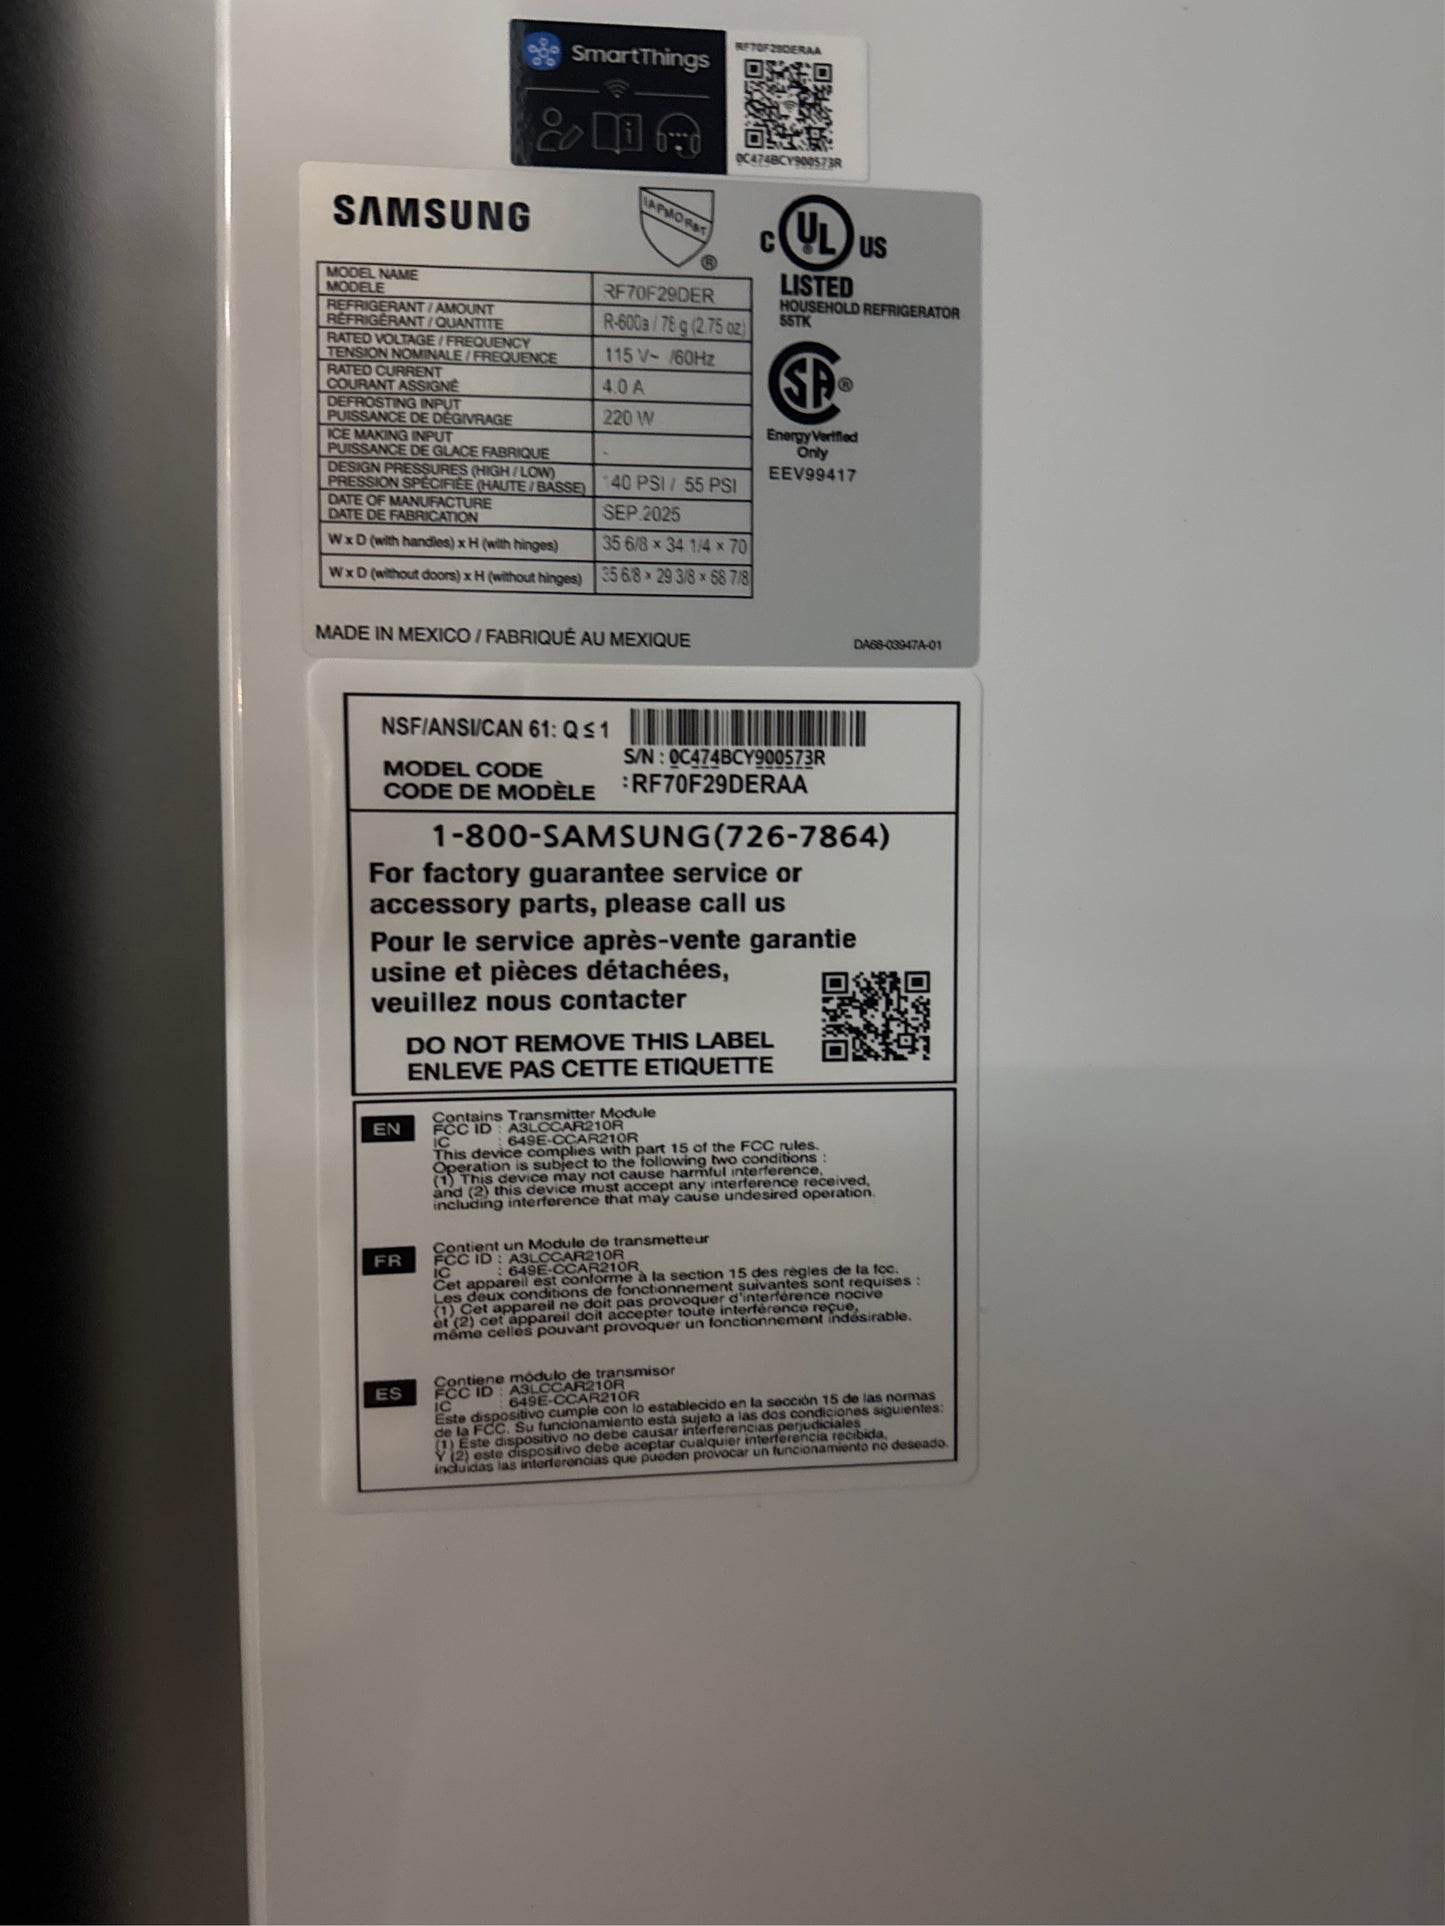 SmartThings
RF70F29DERAA
0C474BCY900573R
SAMSUNG
IAPMO R&T
®
C UL US
®
LISTED
HOUSEHOLD REFRIGERATOR
55TK
SA ®
Energy Verified
Only
EEV99417
MODEL NAME
MODÈLE
RF70F29DER
REFRIGERANT / AMOUNT
RÉFRIGÉRANT / QUANTITE
R-600a / 78 g (2.75 oz)
RATED VOLTAGE / FREQUENCY
TENSION NOMINALE / FREQUENCE
115 V~ /60Hz
RATED CURRENT
COURANT ASSIGNÉ
4.0 A
DEFROSTING INPUT
PUISSANCE DE DÉGIVRAGE
220 W
ICE MAKING INPUT
PUISSANCE DE GLACE FABRIQUE
-
DESIGN PRESSURES (HIGH / LOW)
PRESSION SPÉCIFIÉE (HAUTE / BASSE)
140 PSI / 55 PSI
DATE OF MANUFACTURE
DATE DE FABRICATION
SEP.2025
W x D (with handles) x H (with hinges)
35 6/8 × 34 1/4 × 70
W x D (without doors) x H (without hinges)
35 6/8 × 29 3/8 × 68 7/8
MADE IN MEXICO / FABRIQUÉ AU MEXIQUE
DA68-03947A-01
NSF/ANSI/CAN 61: Q ≤ 1
S/N : 0C474BCY900573R
MODEL CODE
CODE DE MODÈLE
:RF70F29DERAA
1-800-SAMSUNG(726-7864)
For factory guarantee service or
accessory parts, please call us
Pour le service après-vente garantie
usine et pièces détachées,
veuillez nous contacter
DO NOT REMOVE THIS LABEL
ENLEVE PAS CETTE ETIQUETTE
EN
Contains Transmitter Module
FCC ID : A3LCCAR210R
IC : 649E-CCAR210R
This device complies with part 15 of the FCC rules.
Operation is subject to the following two conditions :
(1) This device may not cause harmful interference,
and (2) this device must accept any interference received,
including interference that may cause undesired operation.
FR
Contient un Module de transmetteur
FCC ID : A3LCCAR210R
IC : 649E-CCAR210R
Cet appareil est conforme à la section 15 des règles de la fcc.
Les deux conditions de fonctionnement suivantes sont requises :
(1) Cet appareil ne doit pas provoquer d'interférence nocive
et (2) cet appareil doit accepter toute interférence reçue,
même celles pouvant provoquer un fonctionnement indésirable.
ES
Contiene módulo de transmisor
FCC ID : A3LCCAR210R
IC : 649E-CCAR210R
Este dispositivo cumple con lo establecido en la sección 15 de las normas
de la FCC. Su funcionamiento está sujeto a las dos condiciones siguientes:
(1) Este dispositivo no debe causar interferencias perjudiciales
Y (2) este dispositivo debe aceptar cualquier interferencia recibida,
incluidas las interferencias que pueden provocar un funcionamiento no deseado.